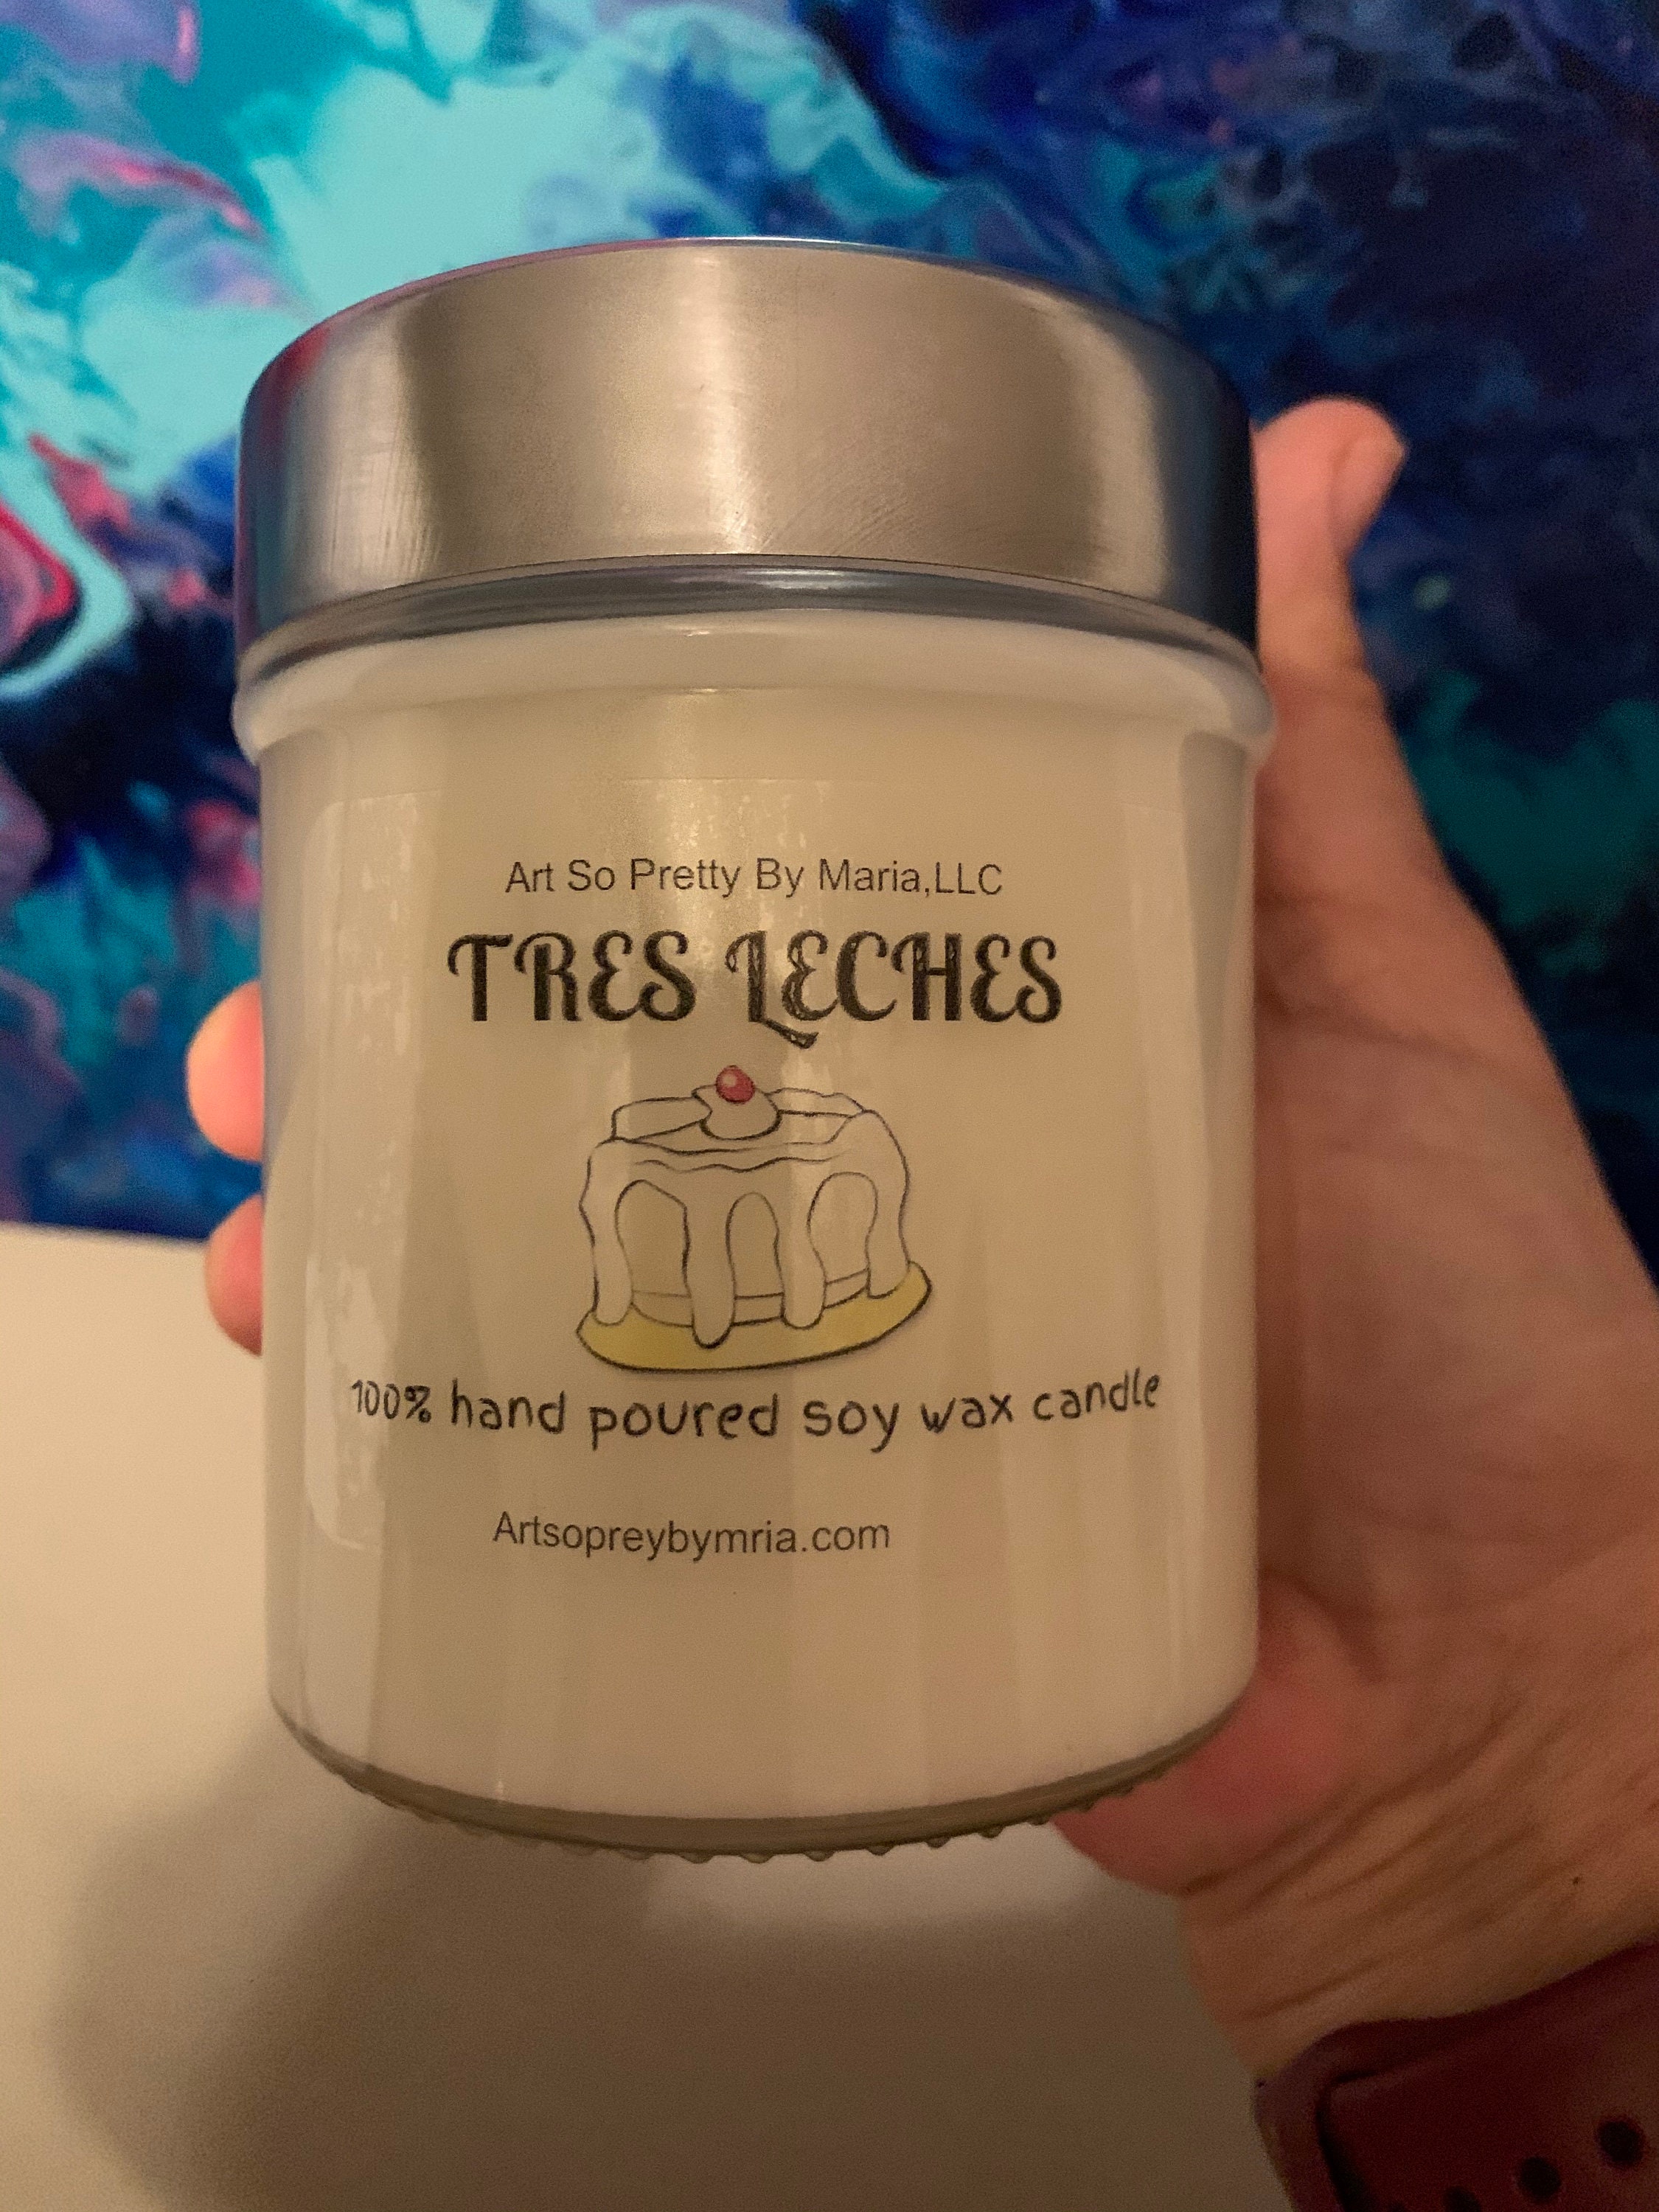 Art So Pretty By Maria,LLC
TRES LECHES
100% hand poured soy wax candle
Artsopreybymria.com